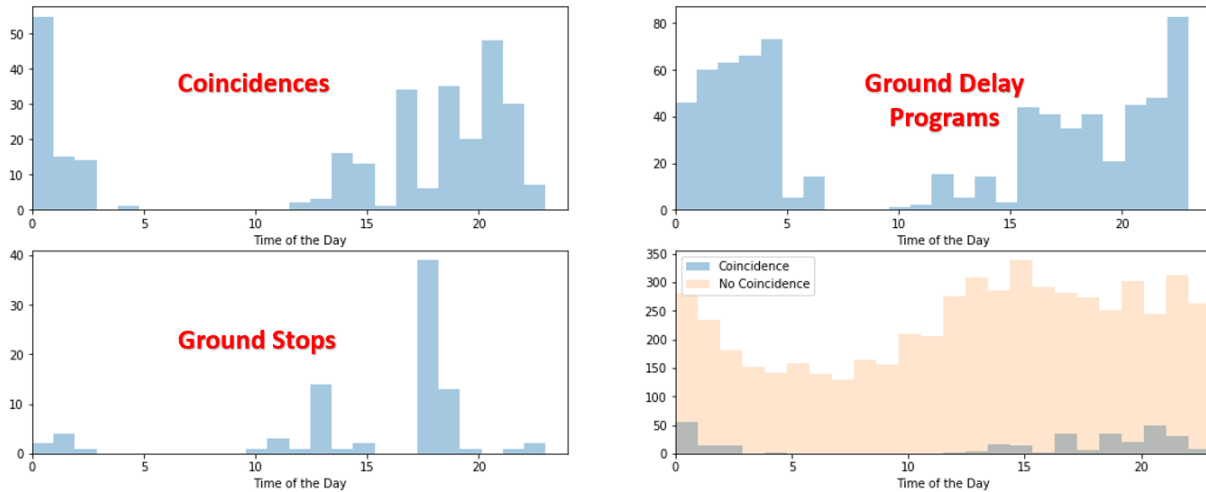 50
40
30
20
10
0
Coincidences
0 5 10 15 20
Time of the Day
80
60
40
20
0
Ground Delay
Programs
0 5 10 15 20
Time of the Day
40
30
20
10
0
Ground Stops
0 5 10 15 20
Time of the Day
350
300
250
200
150
100
50
0
Coincidence
No Coincidence
0 5 10 15 20
Time of the Day